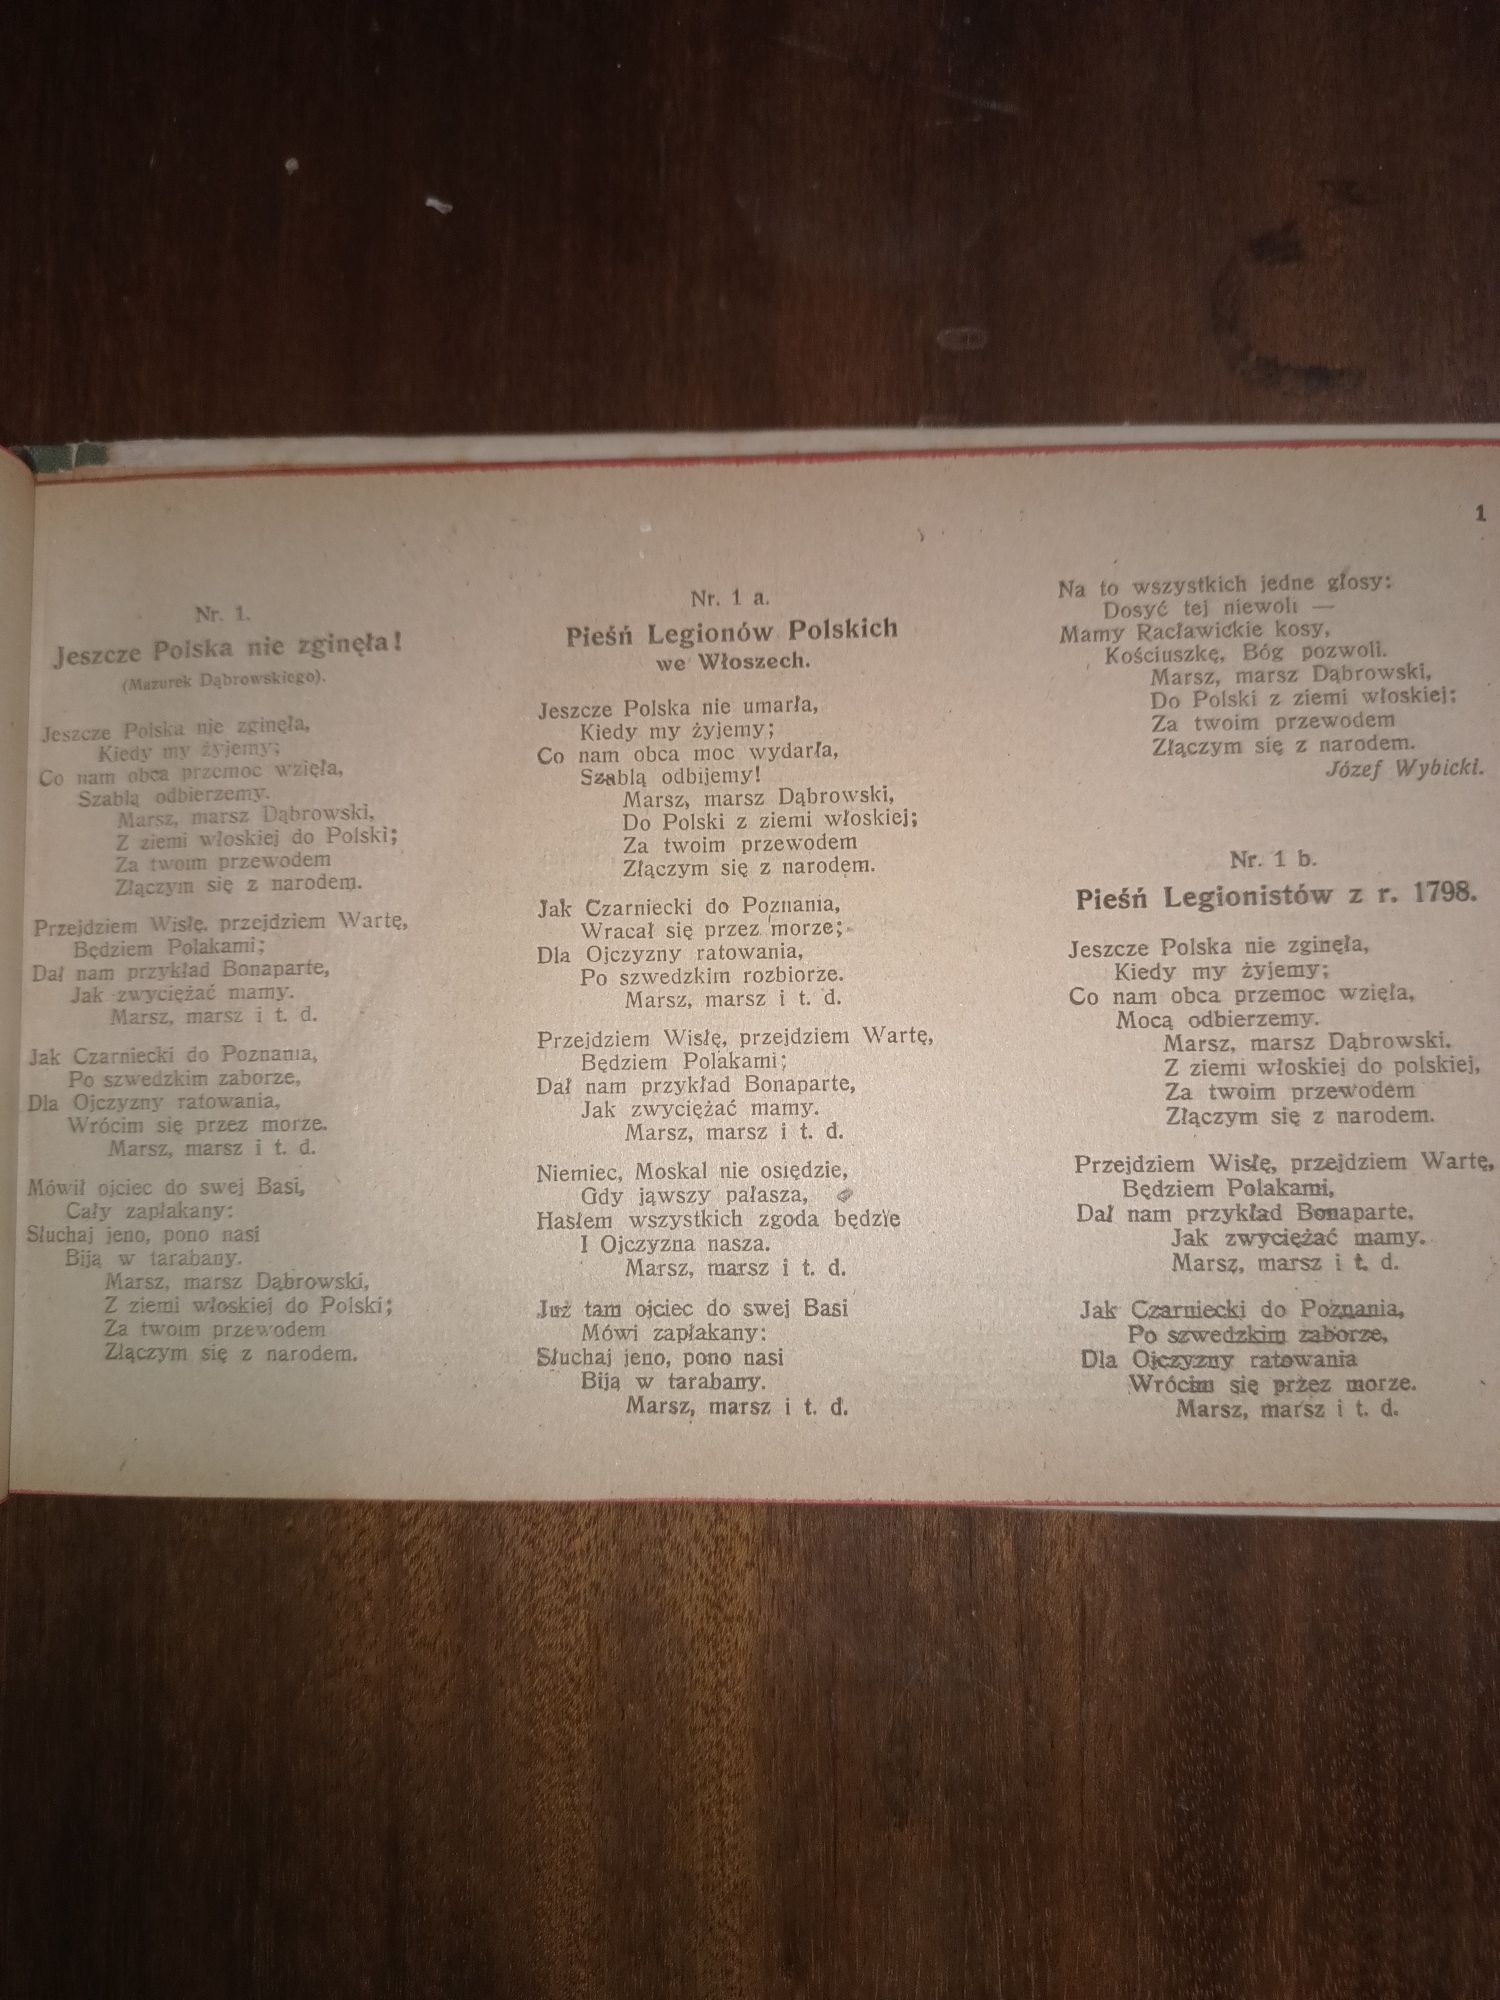 1
Nr. 1.
Jeszcze Polska nie zginęła!
(Mazurek Dąbrowskiego).
Jeszcze Polska nie zginęła,
Kiedy my żyjemy;
Co nam obca przemoc wzięła,
Szablą odbierzemy.
Marsz, marsz Dąbrowski,
Z ziemi włoskiej do Polski;
Za twoim przewodem
Złączym się z narodem.
Przejdziem Wisłę, przejdziem Wartę,
Będziem Polakami;
Dał nam przykład Bonaparte,
Jak zwyciężać mamy.
Marsz, marsz i t. d.
Jak Czarniecki do Poznania,
Po szwedzkim zaborze,
Dla Ojczyzny ratowania,
Wrócim się przez morze.
Marsz, marsz i t. d.
Mówił ojciec do swej Basi,
Cały zapłakany:
Słuchaj jeno, pono nasi
Biją w tarabany.
Marsz, marsz Dąbrowski,
Z ziemi włoskiej do Polski;
Za twoim przewodem
Złączym się z narodem.
Nr. 1 a.
Pieśń Legionów Polskich
we Włoszech.
Jeszcze Polska nie umarła,
Kiedy my żyjemy;
Co nam obca moc wydarła,
Szablą odbijemy!
Marsz, marsz Dąbrowski,
Do Polski z ziemi włoskiej;
Za twoim przewodem
Złączym się z narodem.
Jak Czarniecki do Poznania,
Wracał się przez morze;
Dla Ojczyzny ratowania,
Po szwedzkim rozbiorze.
Marsz, marsz i t. d.
Przejdziem Wisłę, przejdziem Wartę,
Będziem Polakami;
Dał nam przykład Bonaparte,
Jak zwyciężać mamy.
Marsz, marsz i t. d.
Niemiec, Moskal nie osiędzie,
Gdy jąwszy pałasza,
Hasłem wszystkich zgoda będzie
I Ojczyzna nasza.
Marsz, marsz i t. d.
Już tam ojciec do swej Basi
Mówi zapłakany:
Słuchaj jeno, pono nasi
Biją w tarabany.
Marsz, marsz i t. d.
Na to wszystkich jedne głosy:
Dosyć tej niewoli —
Mamy Racławickie kosy,
Kościuszkę, Bóg pozwoli.
Marsz, marsz Dąbrowski,
Do Polski z ziemi włoskiej;
Za twoim przewodem
Złączym się z narodem.
Józef Wybicki.
Nr. 1 b.
Pieśń Legionistów z r. 1798.
Jeszcze Polska nie zginęła,
Kiedy my żyjemy;
Co nam obca przemoc wzięła,
Mocą odbierzemy.
Marsz, marsz Dąbrowski.
Z ziemi włoskiej do polskiej,
Za twoim przewodem
Złączym się z narodem.
Przejdziem Wisłę, przejdziem Wartę,
Będziem Polakami,
Dał nam przykład Bonaparte,
Jak zwyciężać mamy.
Marsz, marsz i t. d.
Jak Czarniecki do Poznania,
Po szwedzkim zaborze,
Dla Ojczyzny ratowania
Wrócim się przez morze.
Marsz, marsz i t. d.